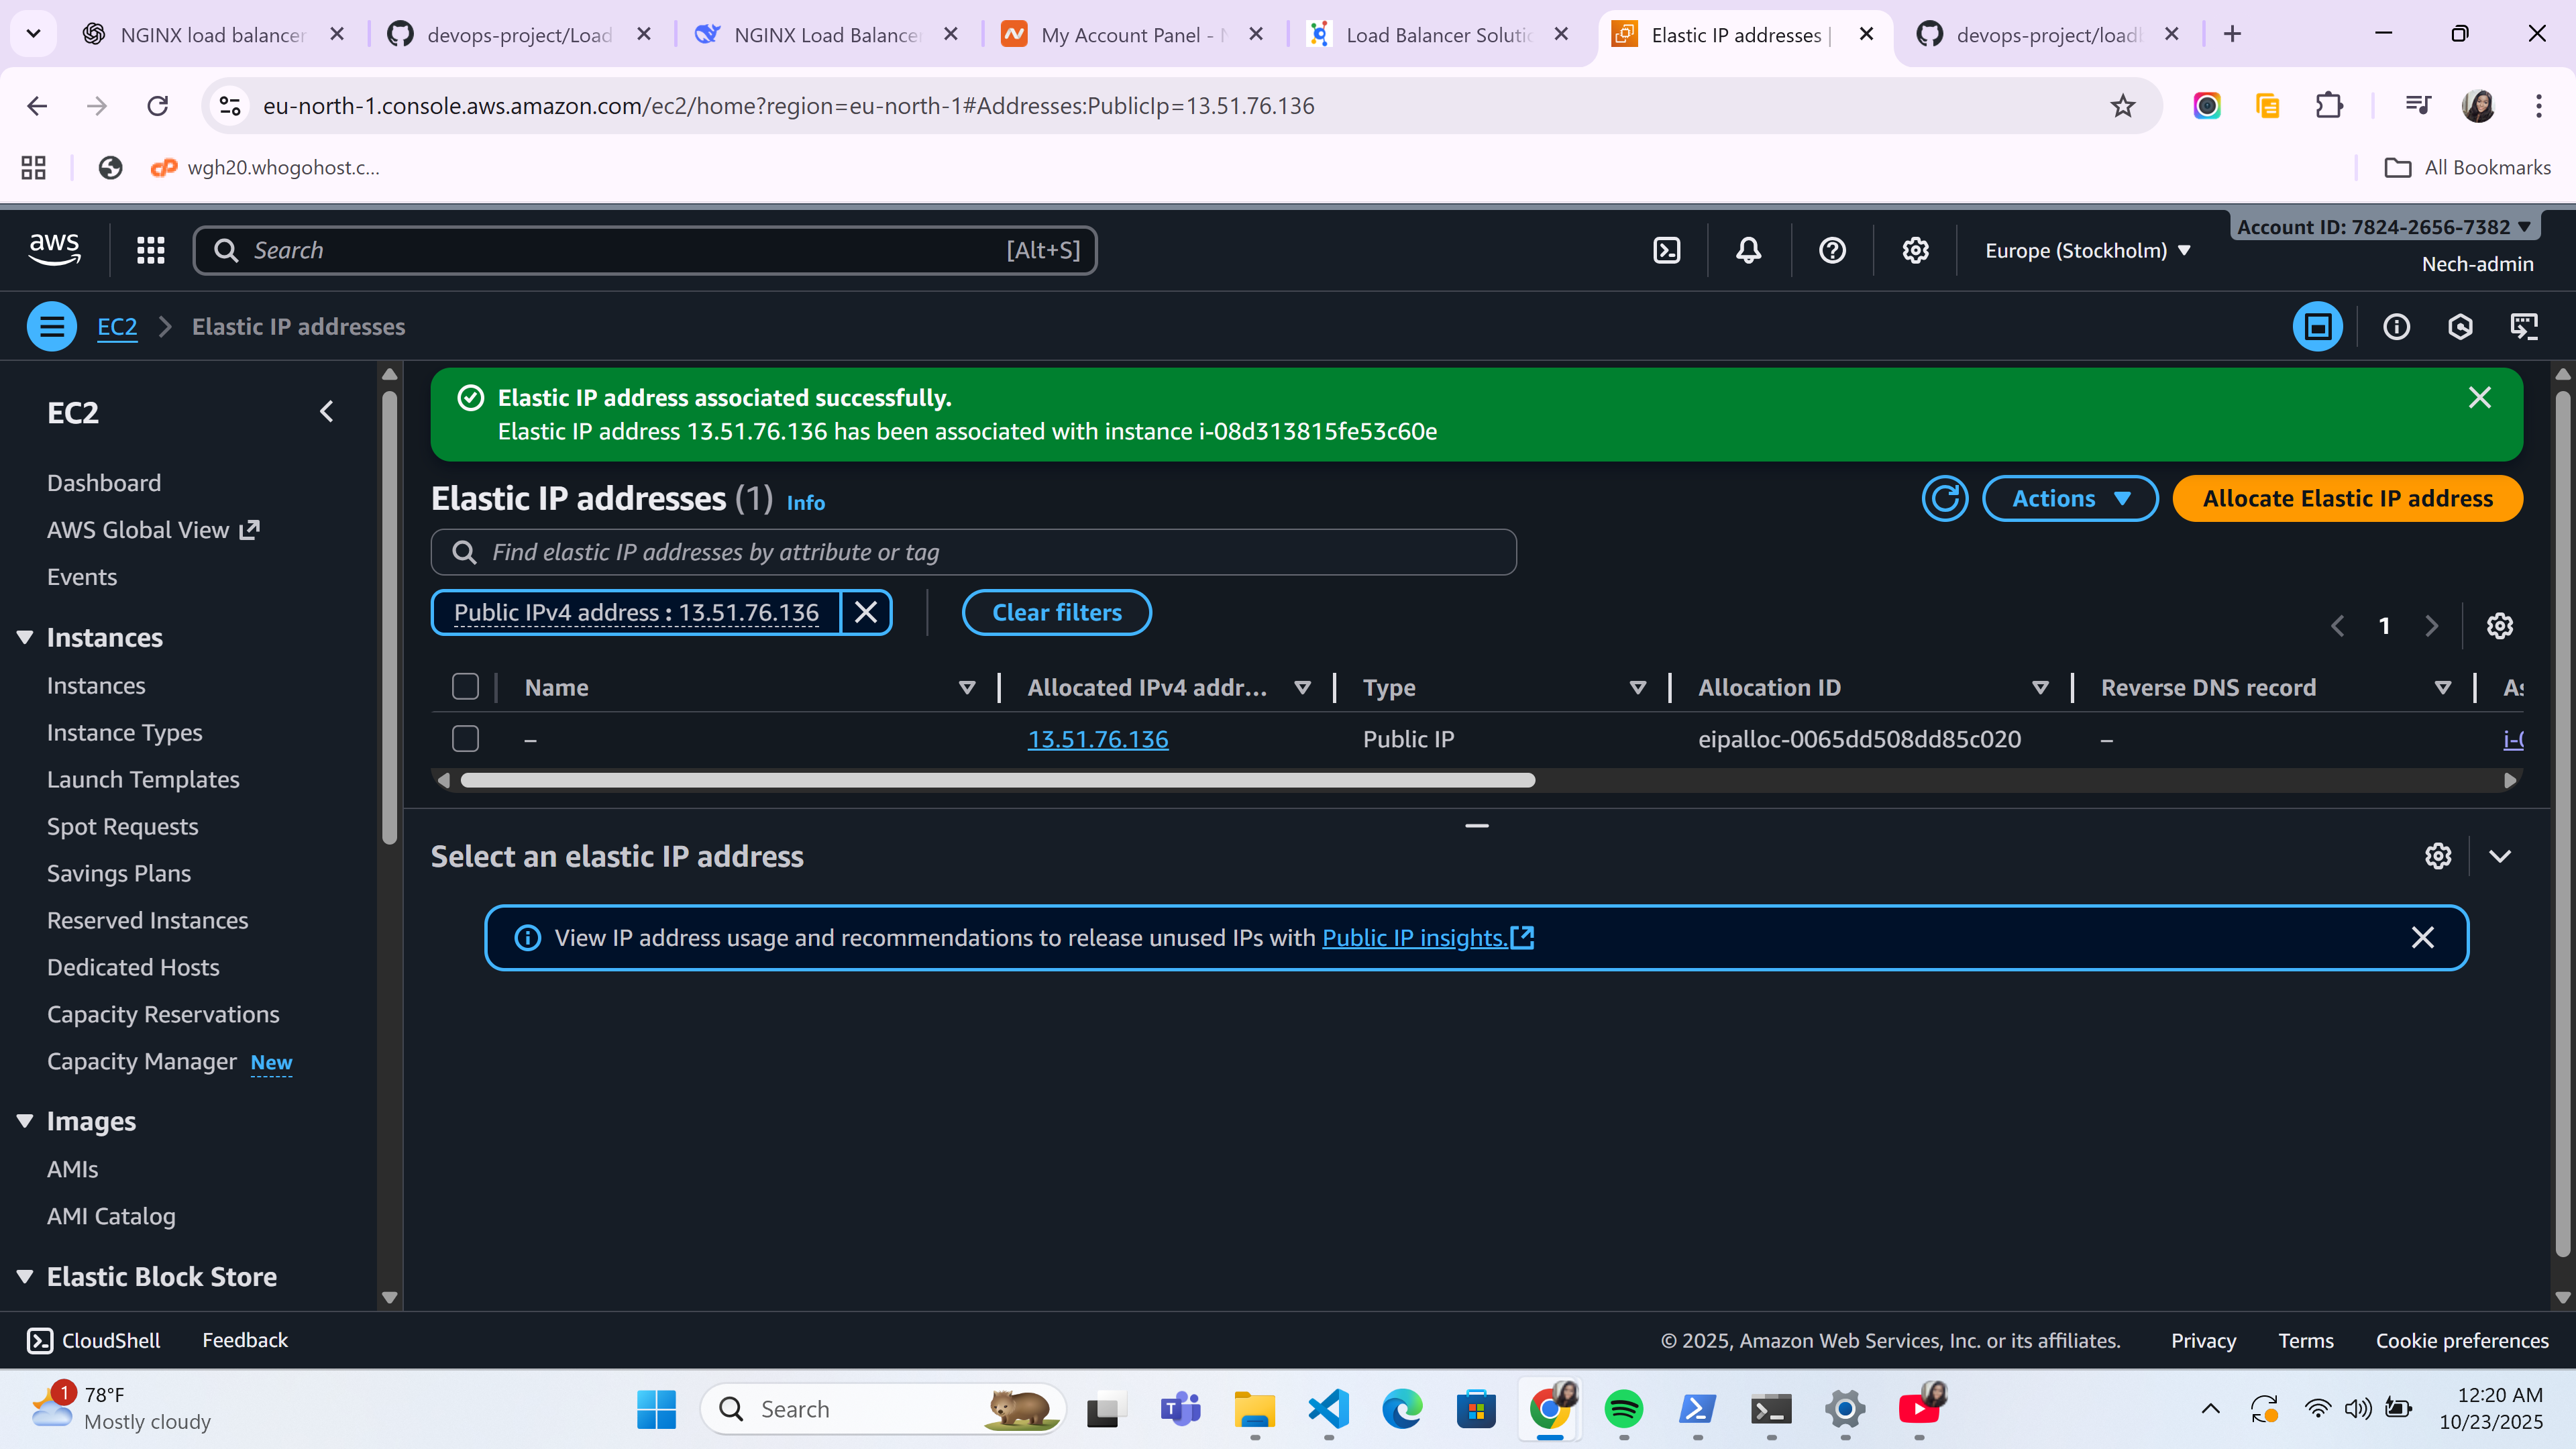 NGINX load balancer
devops-project/Load
NGINX Load Balancer
My Account Panel - N
Load Balancer Solutio
Elastic IP addresses |
devops-project/loadb
eu-north-1.console.aws.amazon.com/ec2/home?region=eu-north-1#Addresses:PublicIp=13.51.76.136
wgh20.whogohost.c...
All Bookmarks
aws
Search
[Alt+S]
Europe (Stockholm)
Account ID: 7824-2656-7382
Nech-admin
EC2
Elastic IP addresses
EC2
Dashboard
AWS Global View
Events
Instances
Instances
Instance Types
Launch Templates
Spot Requests
Savings Plans
Reserved Instances
Dedicated Hosts
Capacity Reservations
Capacity Manager New
Images
AMIs
AMI Catalog
Elastic Block Store
Elastic IP address associated successfully.
Elastic IP address 13.51.76.136 has been associated with instance i-08d313815fe53c60e
Elastic IP addresses (1) Info
Actions
Allocate Elastic IP address
Find elastic IP addresses by attribute or tag
Public IPv4 address : 13.51.76.136
Clear filters
1
Name
Allocated IPv4 addr...
Type
Allocation ID
Reverse DNS record
As
–
13.51.76.136
Public IP
eipalloc-0065dd508dd85c020
–
i-0
Select an elastic IP address
View IP address usage and recommendations to release unused IPs with Public IP insights.
CloudShell
Feedback
© 2025, Amazon Web Services, Inc. or its affiliates.
Privacy
Terms
Cookie preferences
1
78°F
Mostly cloudy
Search
12:20 AM
10/23/2025